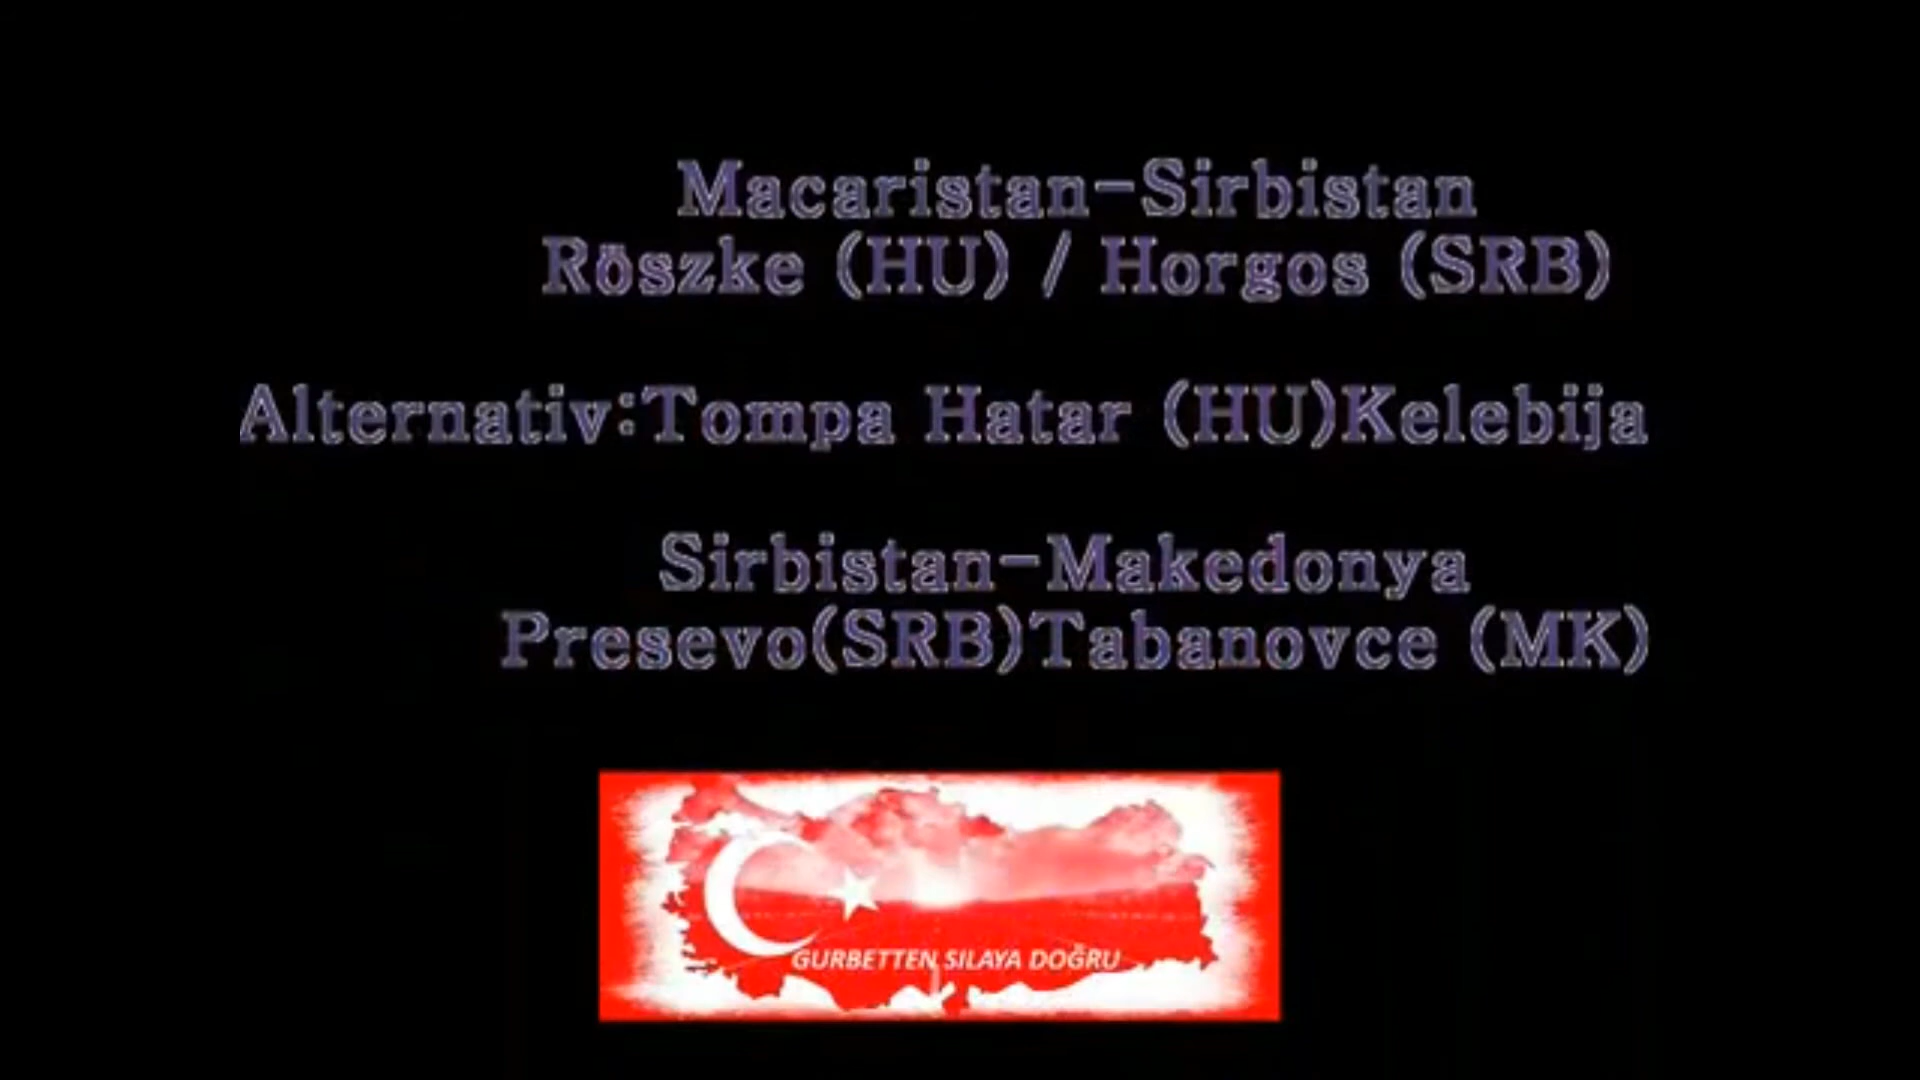 Macaristan-Sirbistan
Röszke (HU) / Horgos (SRB)
Alternativ:Tompa Hatar (HU)Kelebija
Sirbistan-Makedonya
Presevo(SRB)Tabanovce (MK)
GURBETTEN SILAYA DOĞRU